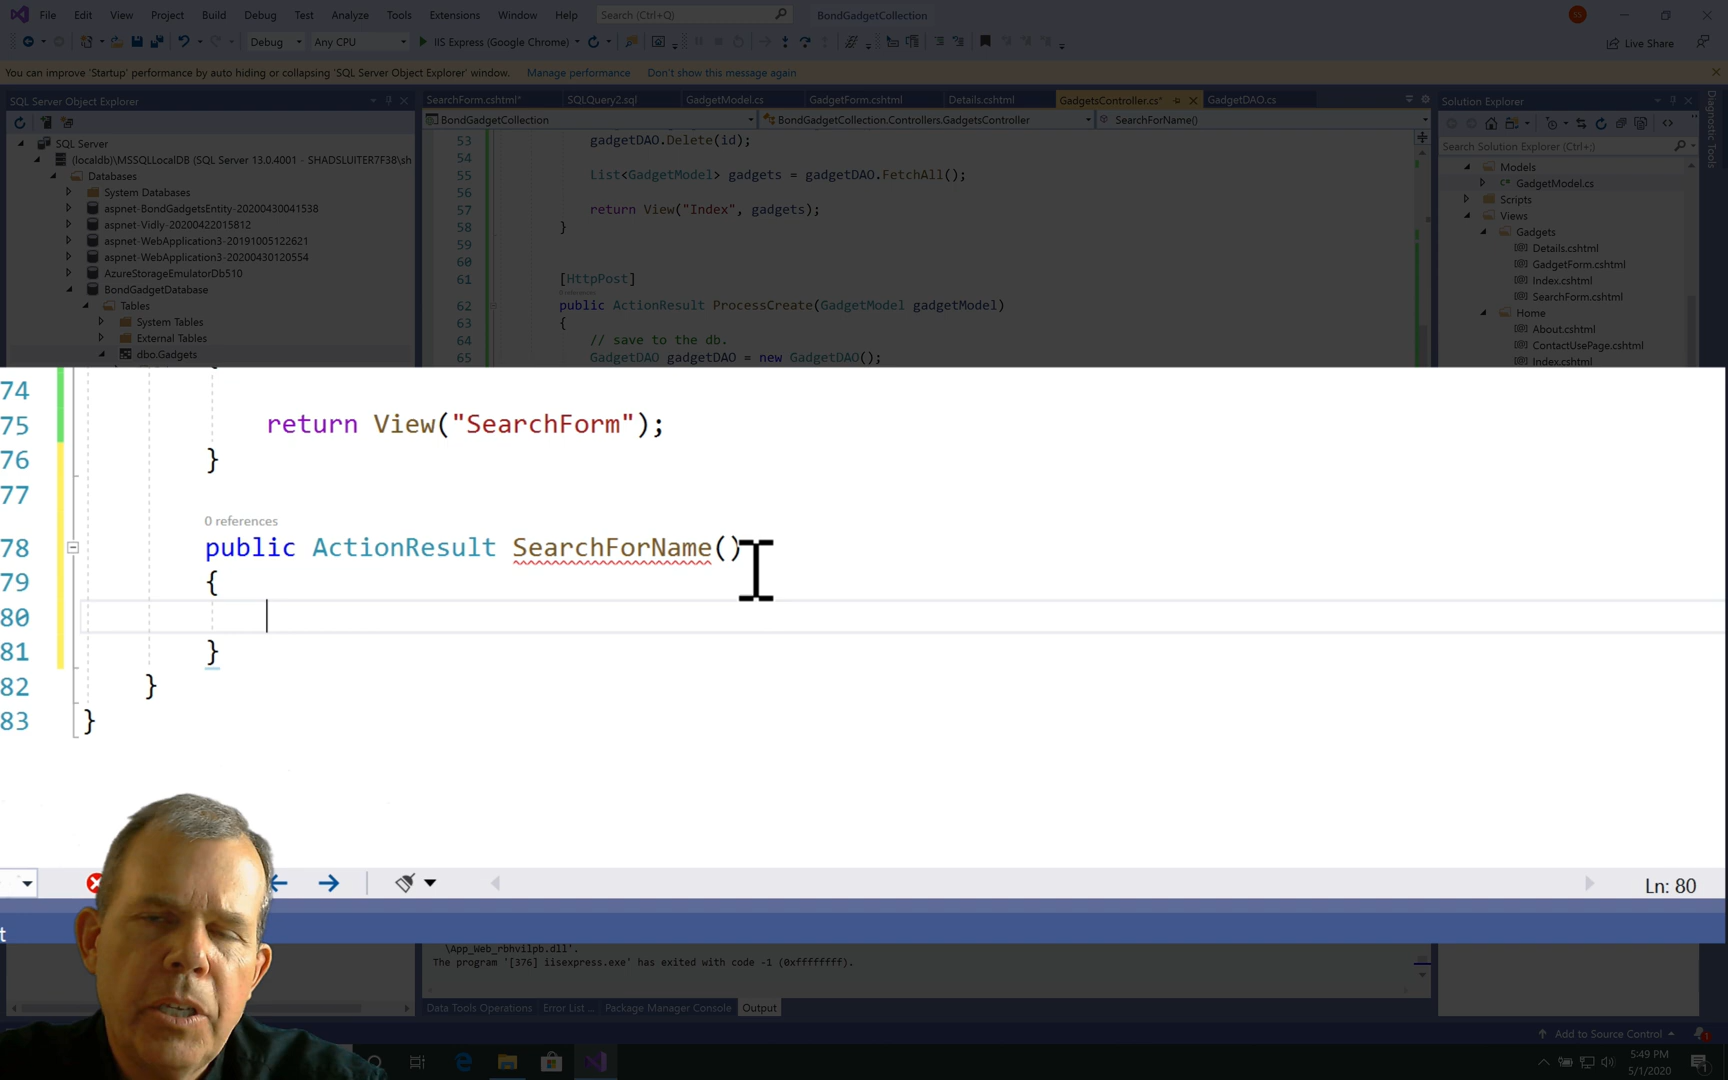 File Edit View Project Build Debug Test Analyze Tools Extensions Window Help Search (Ctrl+Q) BondGadgetCollection SS
Debug Any CPU IIS Express (Google Chrome) Live Share
You can improve 'Startup' performance by auto hiding or collapsing 'SQL Server Object Explorer' window. Manage performance Don't show this message again
SQL Server Object Explorer
SQL Server
(localdb)\MSSQLLocalDB (SQL Server 13.0.4001 - SHADSLUITER7F38\sh
Databases
System Databases
aspnet-BondGadgetsEntity-20200430041538
aspnet-Vidly-20200422015812
aspnet-WebApplication3-20191005122621
aspnet-WebApplication3-20200430120554
AzureStorageEmulatorDb510
BondGadgetDatabase
Tables
System Tables
External Tables
dbo.Gadgets
SearchForm.cshtml* SQLQuery2.sql GadgetModel.cs GadgetForm.cshtml Details.cshtml GadgetsController.cs* GadgetDAO.cs
BondGadgetCollection BondGadgetCollection.Controllers.GadgetsController SearchForName()
53 gadgetDAO.Delete(id);
54
55 List<GadgetModel> gadgets = gadgetDAO.FetchAll();
56
57 return View("Index", gadgets);
58 }
59
60
61 [HttpPost]
0 references
62 public ActionResult ProcessCreate(GadgetModel gadgetModel)
63 {
64 // save to the db.
65 GadgetDAO gadgetDAO = new GadgetDAO();
Solution Explorer
Search Solution Explorer (Ctrl+;)
Models
C# GadgetModel.cs
Scripts
Views
Gadgets
Details.cshtml
GadgetForm.cshtml
Index.cshtml
SearchForm.cshtml
Home
About.cshtml
ContactUsePage.cshtml
Index.cshtml
Diagnostic Tools
74
75 return View("SearchForm");
76 }
77
0 references
78 public ActionResult SearchForName()
79 {
80
81 }
82 }
83 }
Ln: 80
t
\App_Web_rbhvilpb.dll'.
The program '[376] iisexpress.exe' has exited with code -1 (0xffffffff).
Data Tools Operations Error List ... Package Manager Console Output
Add to Source Control 1
5:49 PM
5/1/2020
1